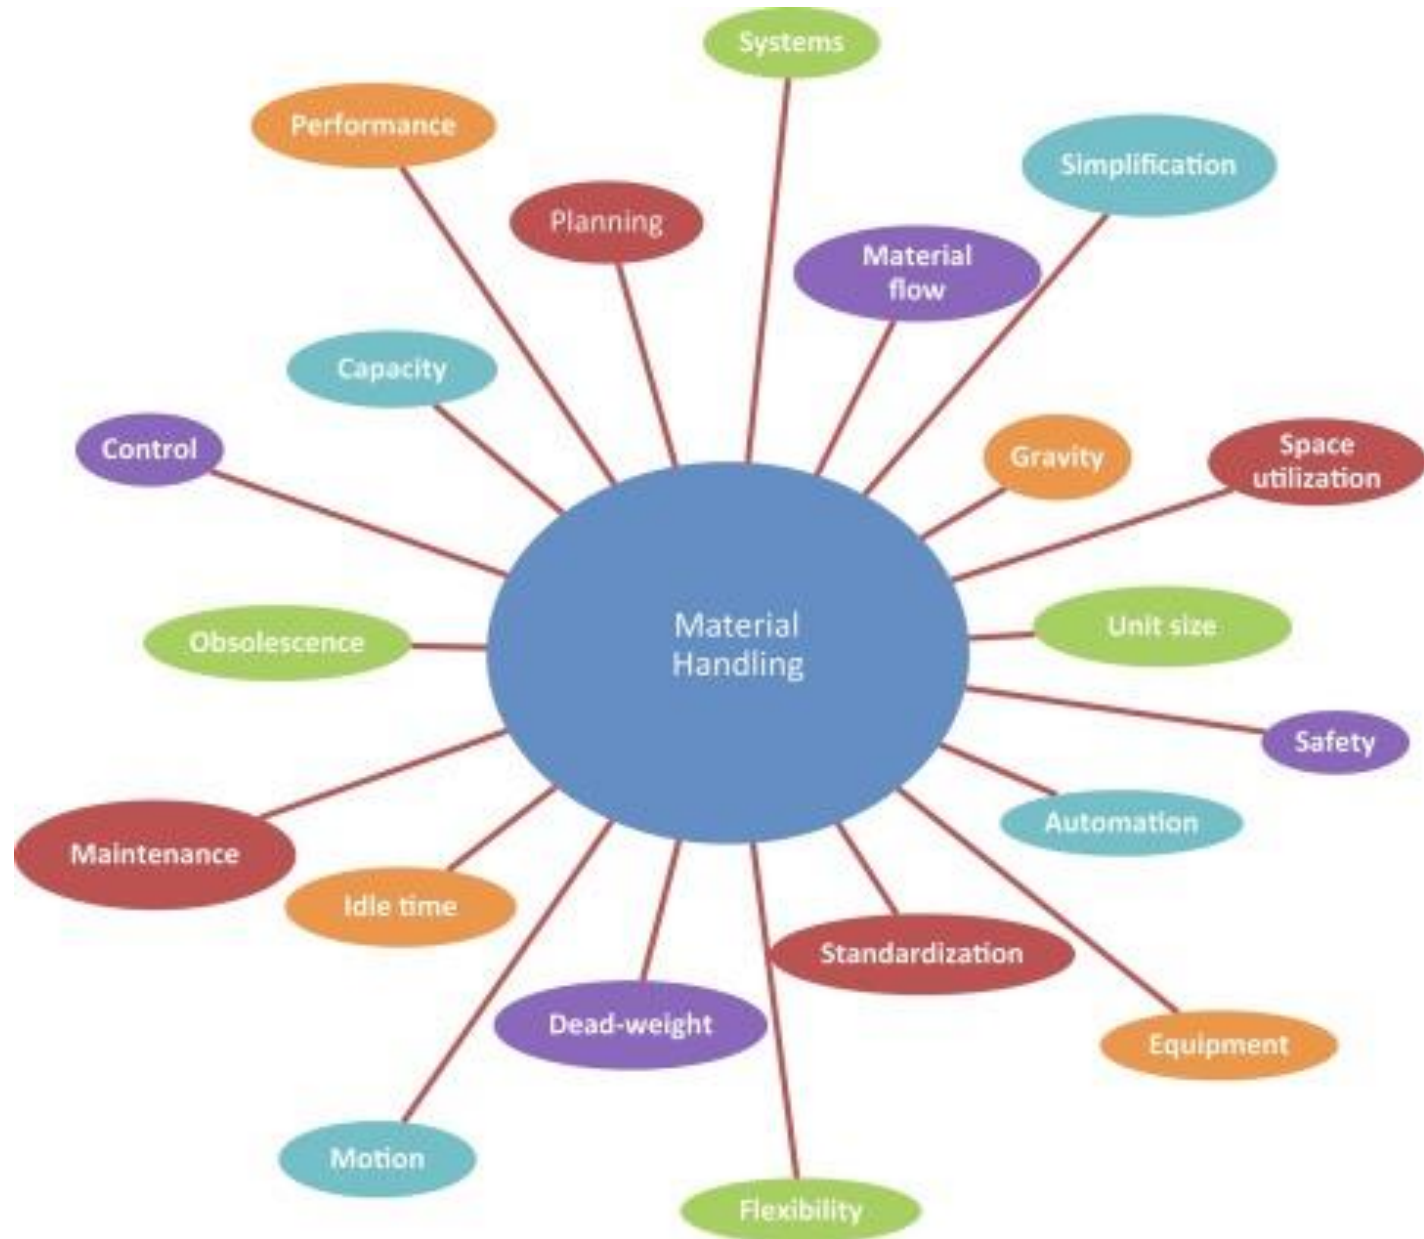 Systems
Performance
Simplification
Planning
Material
flow
Capacity
Control
Gravity
Space
utilization
Material
Handling
Obsolescence
Unit size
Safety
Automation
Maintenance
Idle time
Standardization
Dead-weight
Equipment
Motion
Flexibility